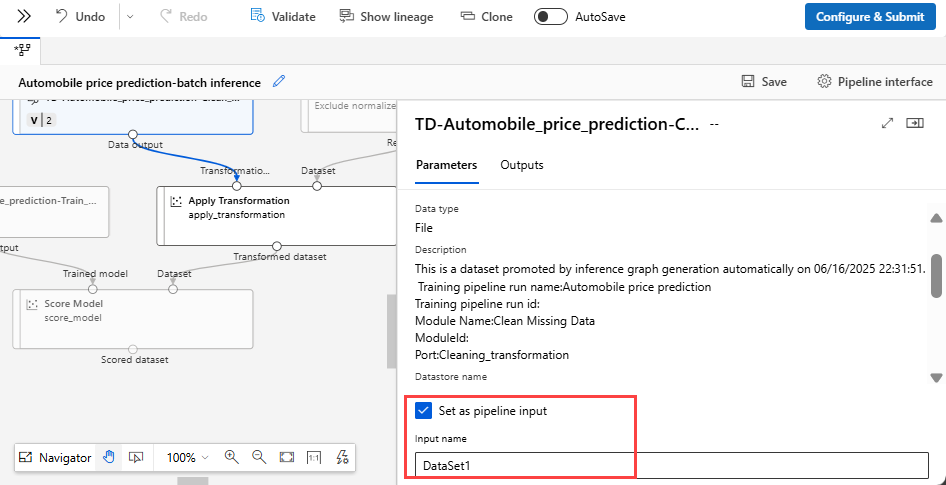 Undo
Redo
Validate
Show lineage
Clone
AutoSave
Configure & Submit
Automobile price prediction-batch inference
Save
Pipeline interface
TD-Automobile_price_prediction-Clean_...
V | 2
Exclude normalize
Data output
Re
Transformatio...
Dataset
e_prediction-Train_...
Apply Transformation
apply_transformation
tput
Transformed dataset
Trained model
Dataset
Score Model
score_model
Scored dataset
Navigator
100%
1:1
TD-Automobile_price_prediction-C... --
Parameters
Outputs
Data type
File
Description
This is a dataset promoted by inference graph generation automatically on 06/16/2025 22:31:51.
Training pipeline run name:Automobile price prediction
Training pipeline run id:
Module Name:Clean Missing Data
ModuleId:
Port:Cleaning_transformation
Datastore name
Set as pipeline input
Input name
DataSet1